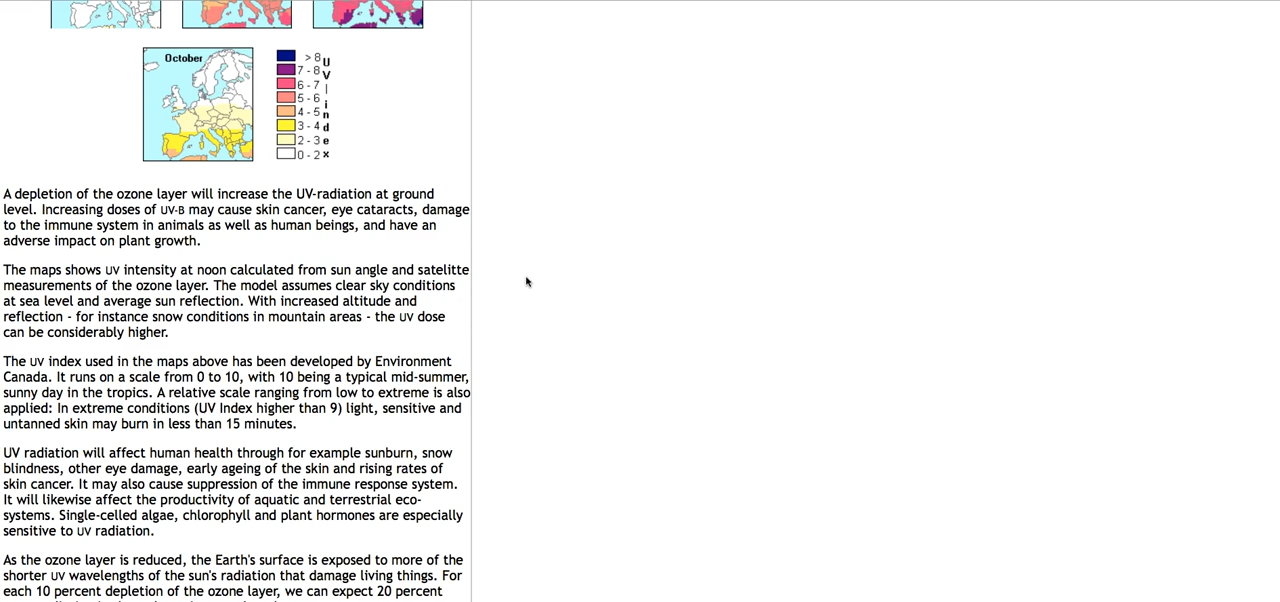 October
> 8
7 - 8
6 - 7
5 - 6
4 - 5
3 - 4
2 - 3
0 - 2
UV index
A depletion of the ozone layer will increase the UV-radiation at ground
level. Increasing doses of UV-B may cause skin cancer, eye cataracts, damage
to the immune system in animals as well as human beings, and have an
adverse impact on plant growth.
The maps shows UV intensity at noon calculated from sun angle and satelitte
measurements of the ozone layer. The model assumes clear sky conditions
at sea level and average sun reflection. With increased altitude and
reflection - for instance snow conditions in mountain areas - the UV dose
can be considerably higher.
The UV index used in the maps above has been developed by Environment
Canada. It runs on a scale from 0 to 10, with 10 being a typical mid-summer,
sunny day in the tropics. A relative scale ranging from low to extreme is also
applied: In extreme conditions (UV Index higher than 9) light, sensitive and
untanned skin may burn in less than 15 minutes.
UV radiation will affect human health through for example sunburn, snow
blindness, other eye damage, early ageing of the skin and rising rates of
skin cancer. It may also cause suppression of the immune response system.
It will likewise affect the productivity of aquatic and terrestrial eco-
systems. Single-celled algae, chlorophyll and plant hormones are especially
sensitive to UV radiation.
As the ozone layer is reduced, the Earth's surface is exposed to more of the
shorter UV wavelengths of the sun's radiation that damage living things. For
each 10 percent depletion of the ozone layer, we can expect 20 percent